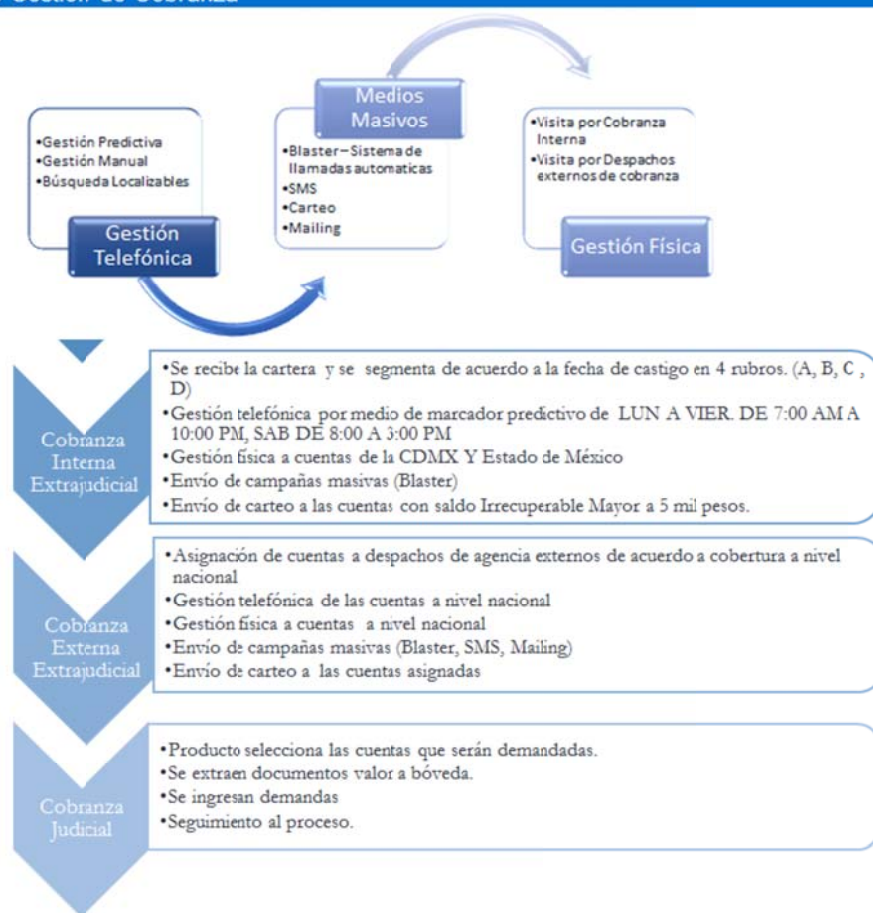 Gestión de Cobranza
•Gestión Predictiva
•Gestión Manual
•Búsqueda Localizables
Gestión
Telefónica
Medios
Masivos
•Blaster – Sistema de
llamadas automaticas
•SMS
•Carteo
•Mailing
•Visita por Cobranza
Interna
•Visita por Despachos
externos de cobranza
Gestión Física
Cobranza
Interna
Extrajudicial
•Se recibe la cartera y se segmenta de acuerdo a la fecha de castigo en 4 rubros. (A, B, C ,
D)
•Gestión telefónica por medio de marcador predictivo de LUN A VIER. DE 7:00 AM A
10:00 PM, SAB DE 8:00 A PM
•Gestión física a cuentas de la CDMX Y Estado de México
•Envío de campañas masivas (Blaster)
•Envío de carteo a las cuentas con saldo Irrecuperable Mayor a 5 mil pesos.
Cobranza
Externa
Extrajudicial
•Asignación de cuentas a despachos de agencia externos de acuerdo a cobertura a nivel
nacional
•Gestión telefónica de las cuentas a nivel nacional
•Gestión física a cuentas a nivel nacional
•Envío de campañas masivas (Blaster, SMS, Mailing)
•Envío de carteo a las cuentas asignadas
Cobranza
Judicial
•Producto selecciona las cuentas que serán demandadas.
•Se extraen documentos valor a bóveda.
•Se ingresan demandas
•Seguimiento al proceso.